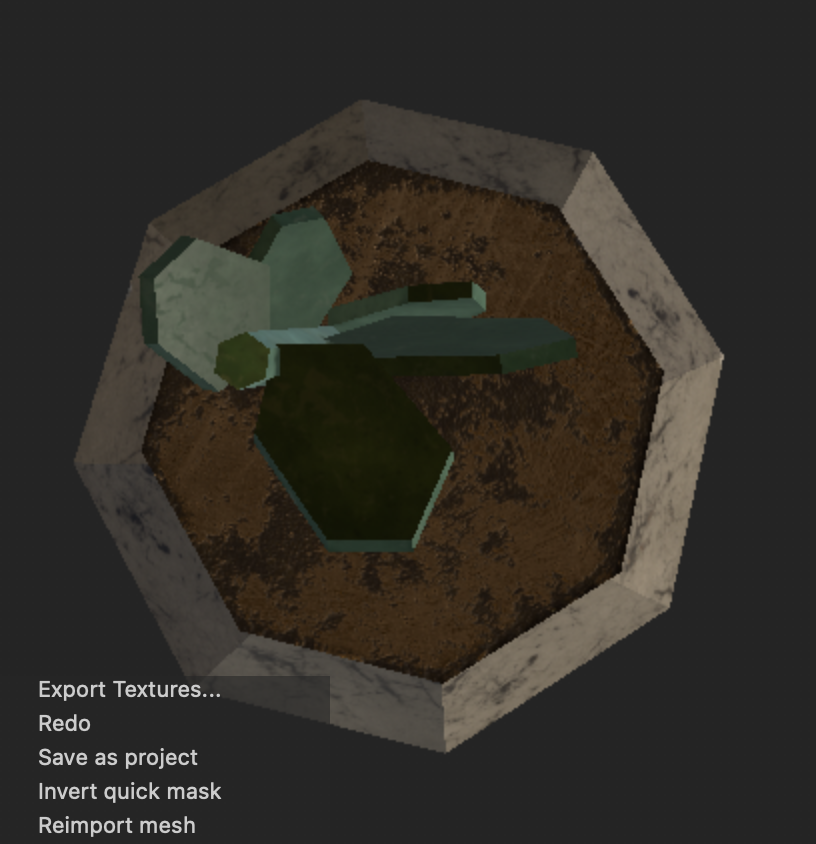 Export Textures...
Redo
Save as project
Invert quick mask
Reimport mesh